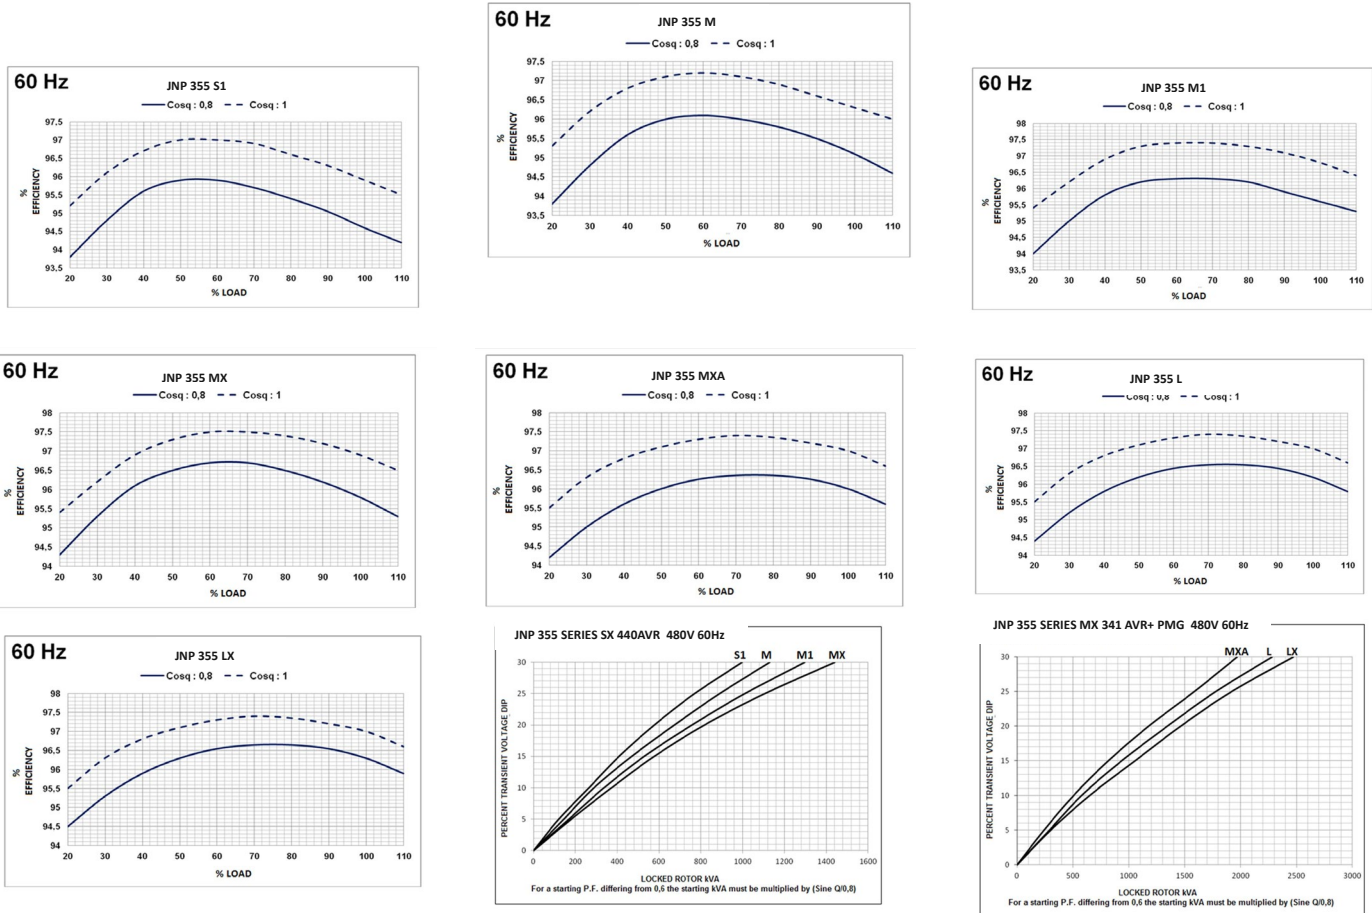 60 Hz
JNP 355 S1
Cosq : 0,8 Cosq : 1
97,5
97
96,5
96
95,5
95
94,5
94
93,5
% EFFICIENCY
20 30 40 50 60 70 80 90 100 110
% LOAD
60 Hz
JNP 355 M
Cosq : 0,8 Cosq : 1
97.5
97
96.5
96
95.5
95
94.5
94
93.5
% EFFICIENCY
20 30 40 50 60 70 80 90 100 110
% LOAD
60 Hz
JNP 355 M1
Cosq : 0,8 Cosq : 1
98
97,5
97
96,5
96
95,5
95
94,5
94
93,5
% EFFICIENCY
20 30 40 50 60 70 80 90 100 110
% LOAD
60 Hz
JNP 355 MX
Cosq : 0,8 Cosq : 1
98
97,5
97
96,5
96
95,5
95
94,5
94
% EFFICIENCY
20 30 40 50 60 70 80 90 100 110
% LOAD
60 Hz
JNP 355 MXA
Cosq : 0,8 Cosq : 1
98
97,5
97
96,5
96
95,5
95
94,5
94
% EFFICIENCY
20 30 40 50 60 70 80 90 100 110
% LOAD
60 Hz
JNP 355 L
Cosq : 0,8 Cosq : 1
98
97,5
97
96,5
96
95,5
95
94,5
94
% EFFICIENCY
20 30 40 50 60 70 80 90 100 110
% LOAD
60 Hz
JNP 355 LX
Cosq : 0,8 Cosq : 1
98
97,5
97
96,5
96
95,5
95
94,5
94
% EFFICIENCY
20 30 40 50 60 70 80 90 100 110
% LOAD
JNP 355 SERIES SX 440AVR 480V 60Hz
S1 M M1 MX
30
25
20
15
10
5
0
PERCENT TRANSIENT VOLTAGE DIP
0 200 400 600 800 1000 1200 1400 1600
LOCKED ROTOR kVA
For a starting P.F. differing from 0,6 the starting kVA must be multiplied by (Sine Q/0,8)
JNP 355 SERIES MX 341 AVR+ PMG 480V 60Hz
MXA L LX
30
25
20
15
10
5
0
PERCENT TRANSIENT VOLTAGE DIP
0 500 1000 1500 2000 2500 3000
LOCKED ROTOR kVA
For a starting P.F. differing from 0,6 the starting kVA must be multiplied by (Sine Q/0,8)